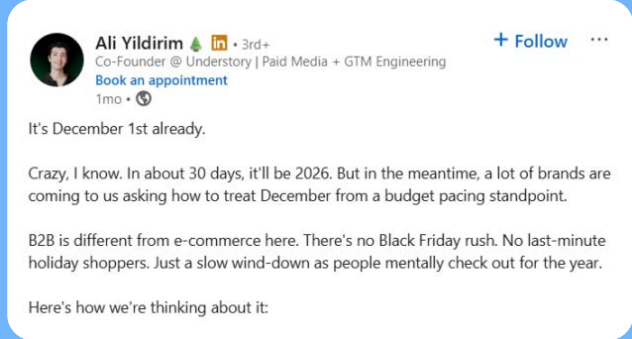 Ali Yildirim 🌲 in • 3rd+
+ Follow ...
Co-Founder @ Understory | Paid Media + GTM Engineering
Book an appointment
1mo •
It's December 1st already.
Crazy, I know. In about 30 days, it'll be 2026. But in the meantime, a lot of brands are
coming to us asking how to treat December from a budget pacing standpoint.
B2B is different from e-commerce here. There's no Black Friday rush. No last-minute
holiday shoppers. Just a slow wind-down as people mentally check out for the year.
Here's how we're thinking about it: